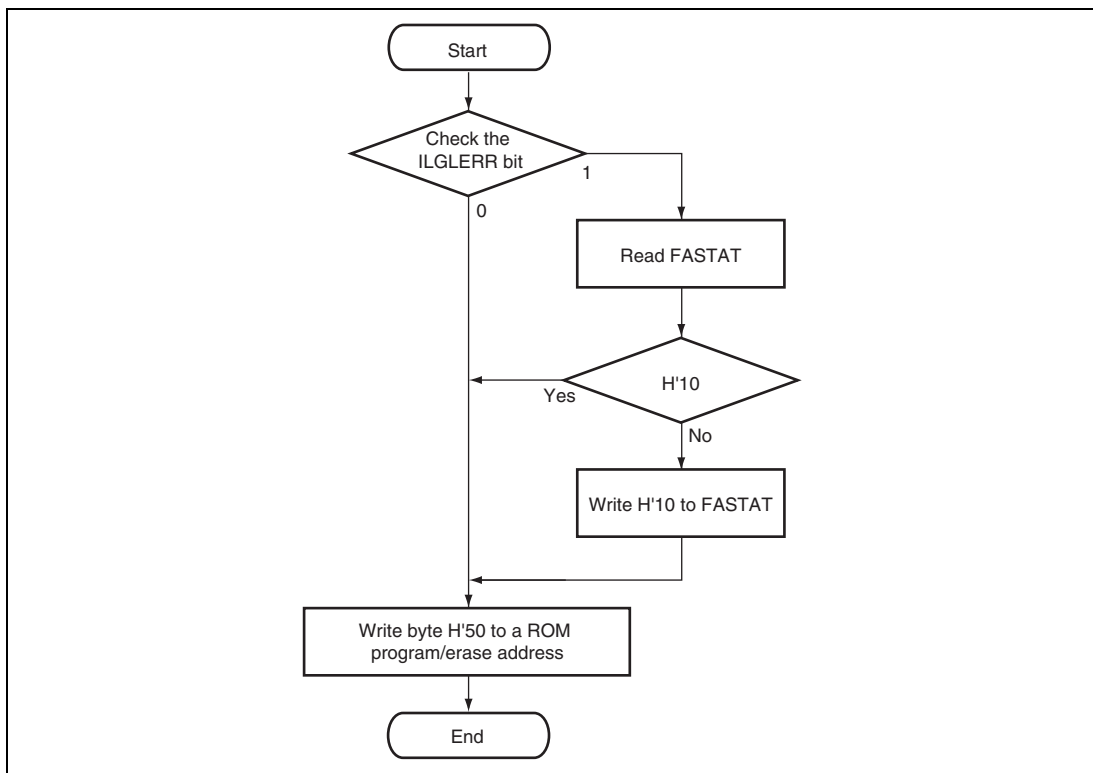 Start
Check the
ILGLERR bit
1
0
Read FASTAT
H'10
Yes
No
Write H'10 to FASTAT
Write byte H'50 to a ROM
program/erase address
End